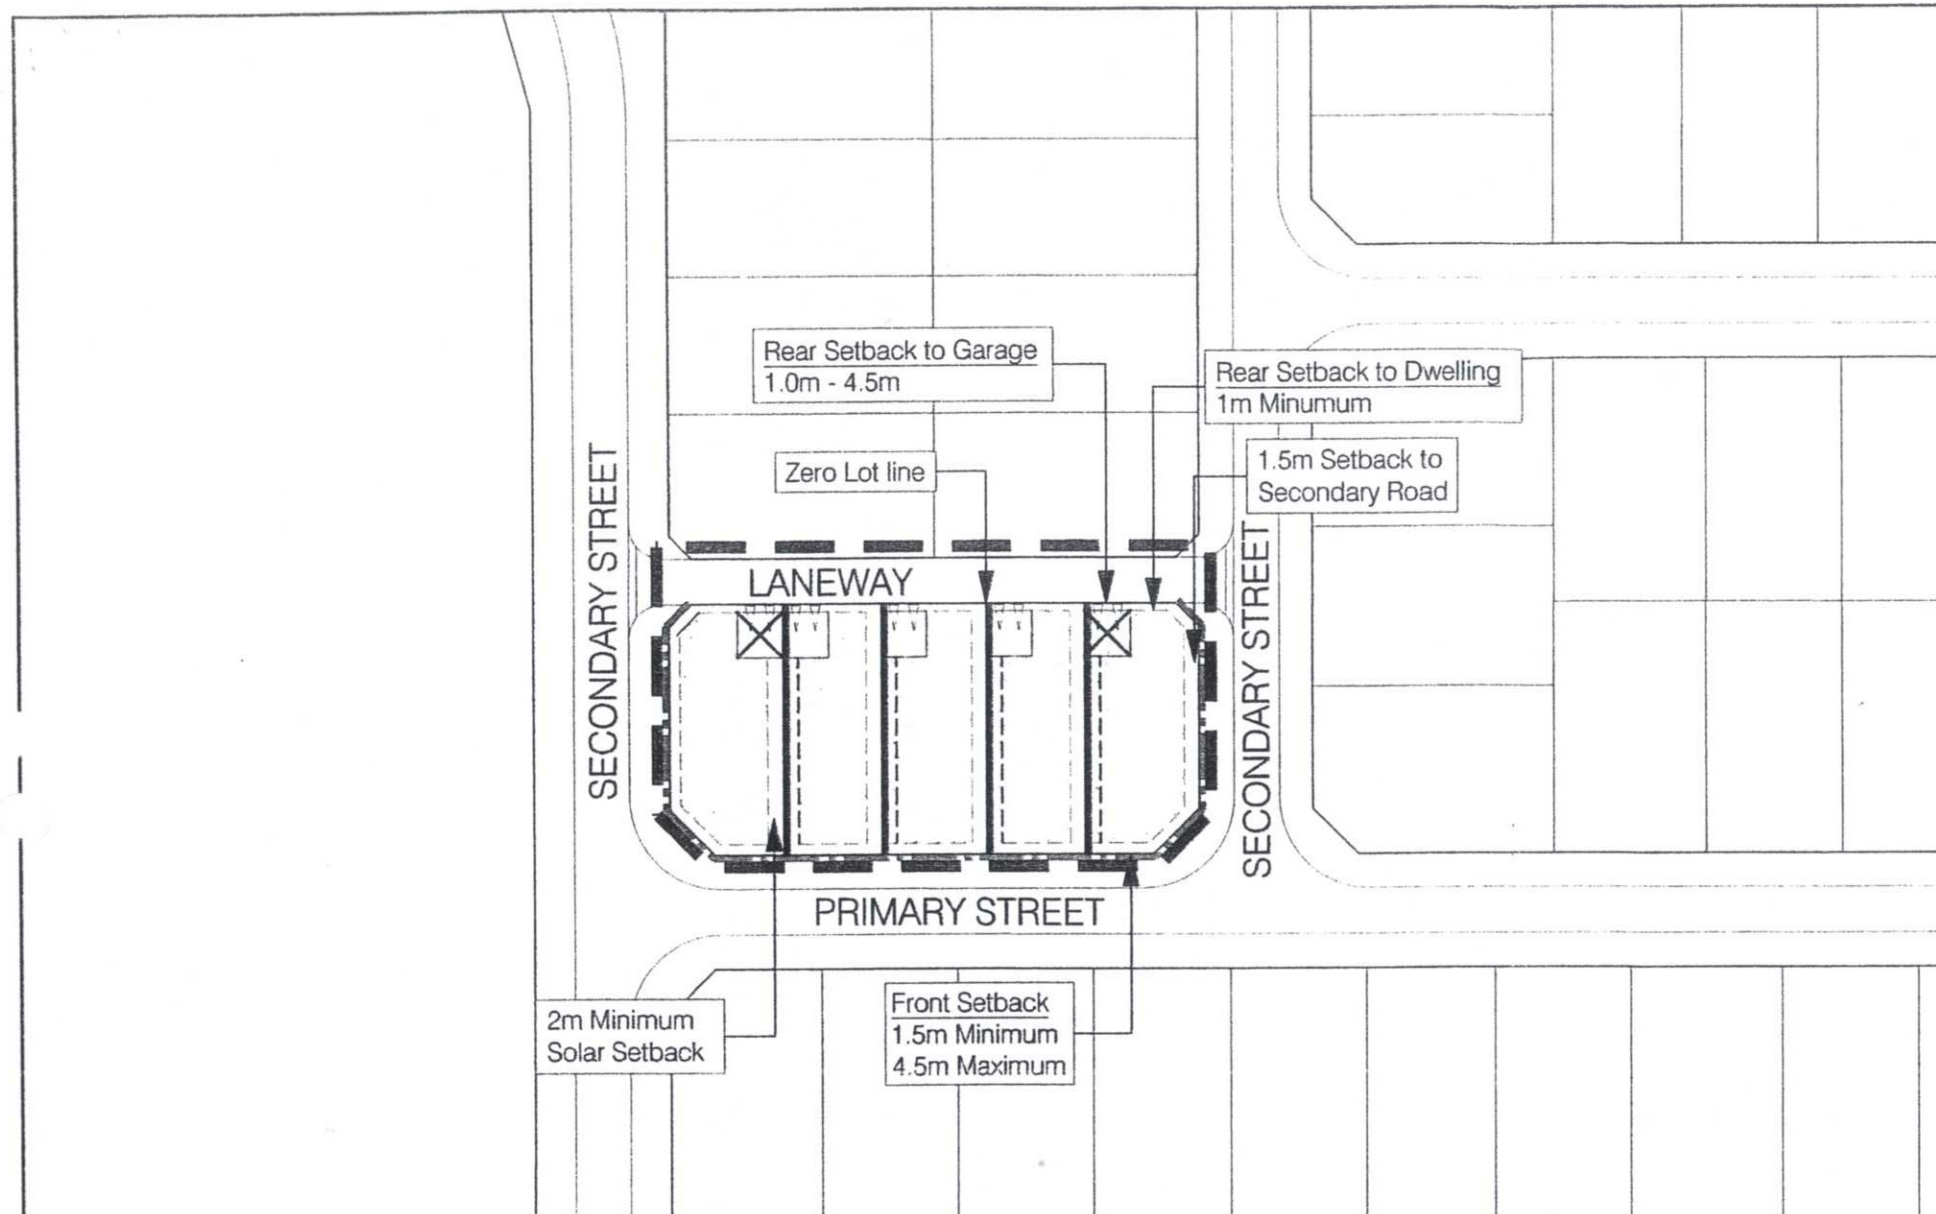 Rear Setback to Garage
1.0m - 4.5m
Rear Setback to Dwelling
1m Minumum
Zero Lot line
1.5m Setback to
Secondary Road
SECONDARY STREET
LANEWAY
SECONDARY STREET
PRIMARY STREET
2m Minimum
Solar Setback
Front Setback
1.5m Minimum
4.5m Maximum